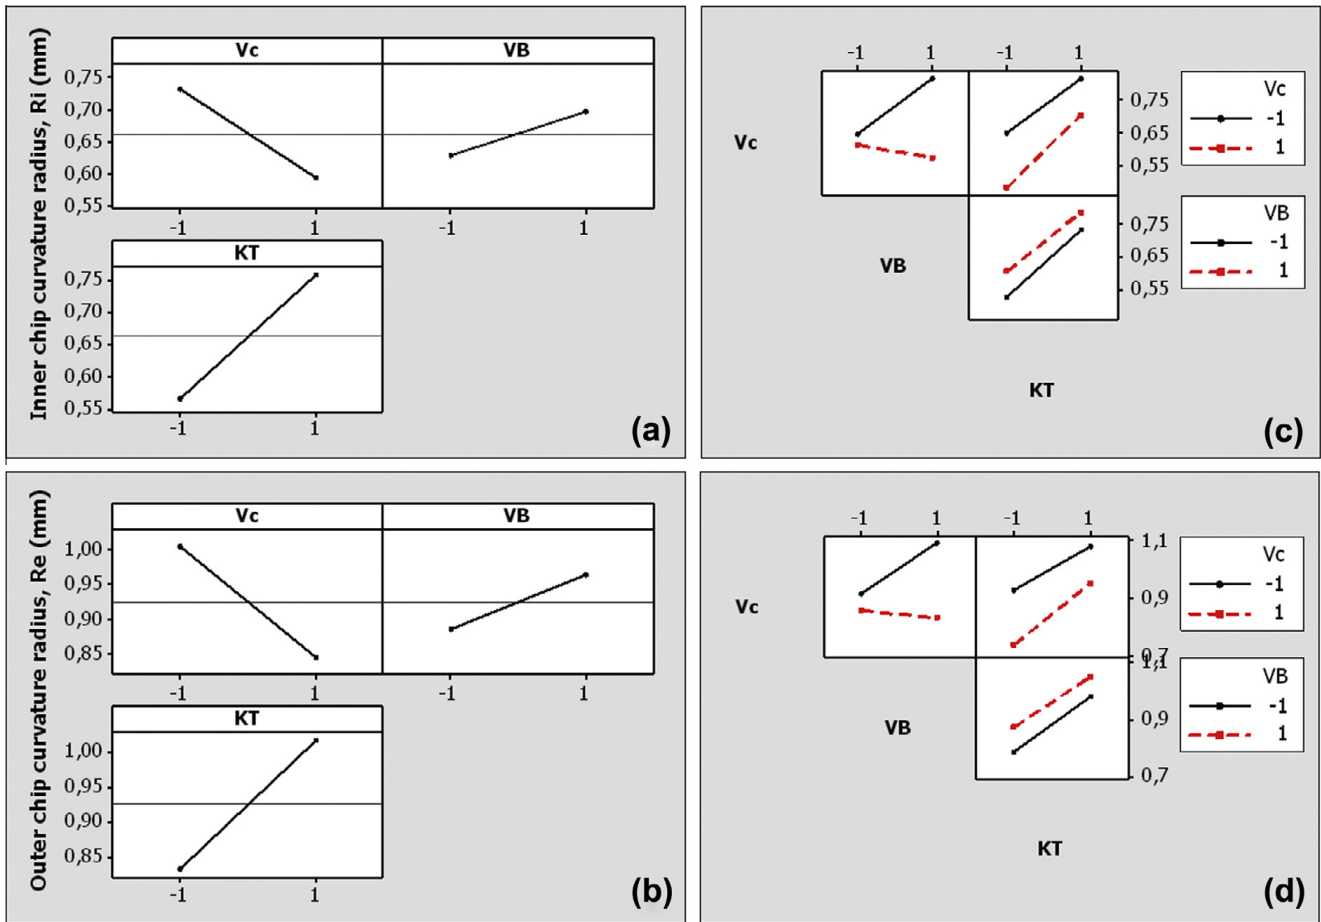 Inner chip curvature radius, Ri (mm)
Vc VB
0,75
0,70
0,65
0,60
0,55
-1 1 -1 1
KT
0,75
0,70
0,65
0,60
0,55
-1 1
(a)
-1 1 -1 1
Vc
0,75
0,65
0,55
Vc
-1
1
VB
0,75
0,65
0,55
VB
-1
1
KT
(c)
Outer chip curvature radius, Re (mm)
Vc VB
1,00
0,95
0,90
0,85
-1 1 -1 1
KT
1,00
0,95
0,90
0,85
-1 1
(b)
-1 1 -1 1
Vc
1,1
0,9
0,7
Vc
-1
1
VB
1,1
0,9
0,7
VB
-1
1
KT
(d)